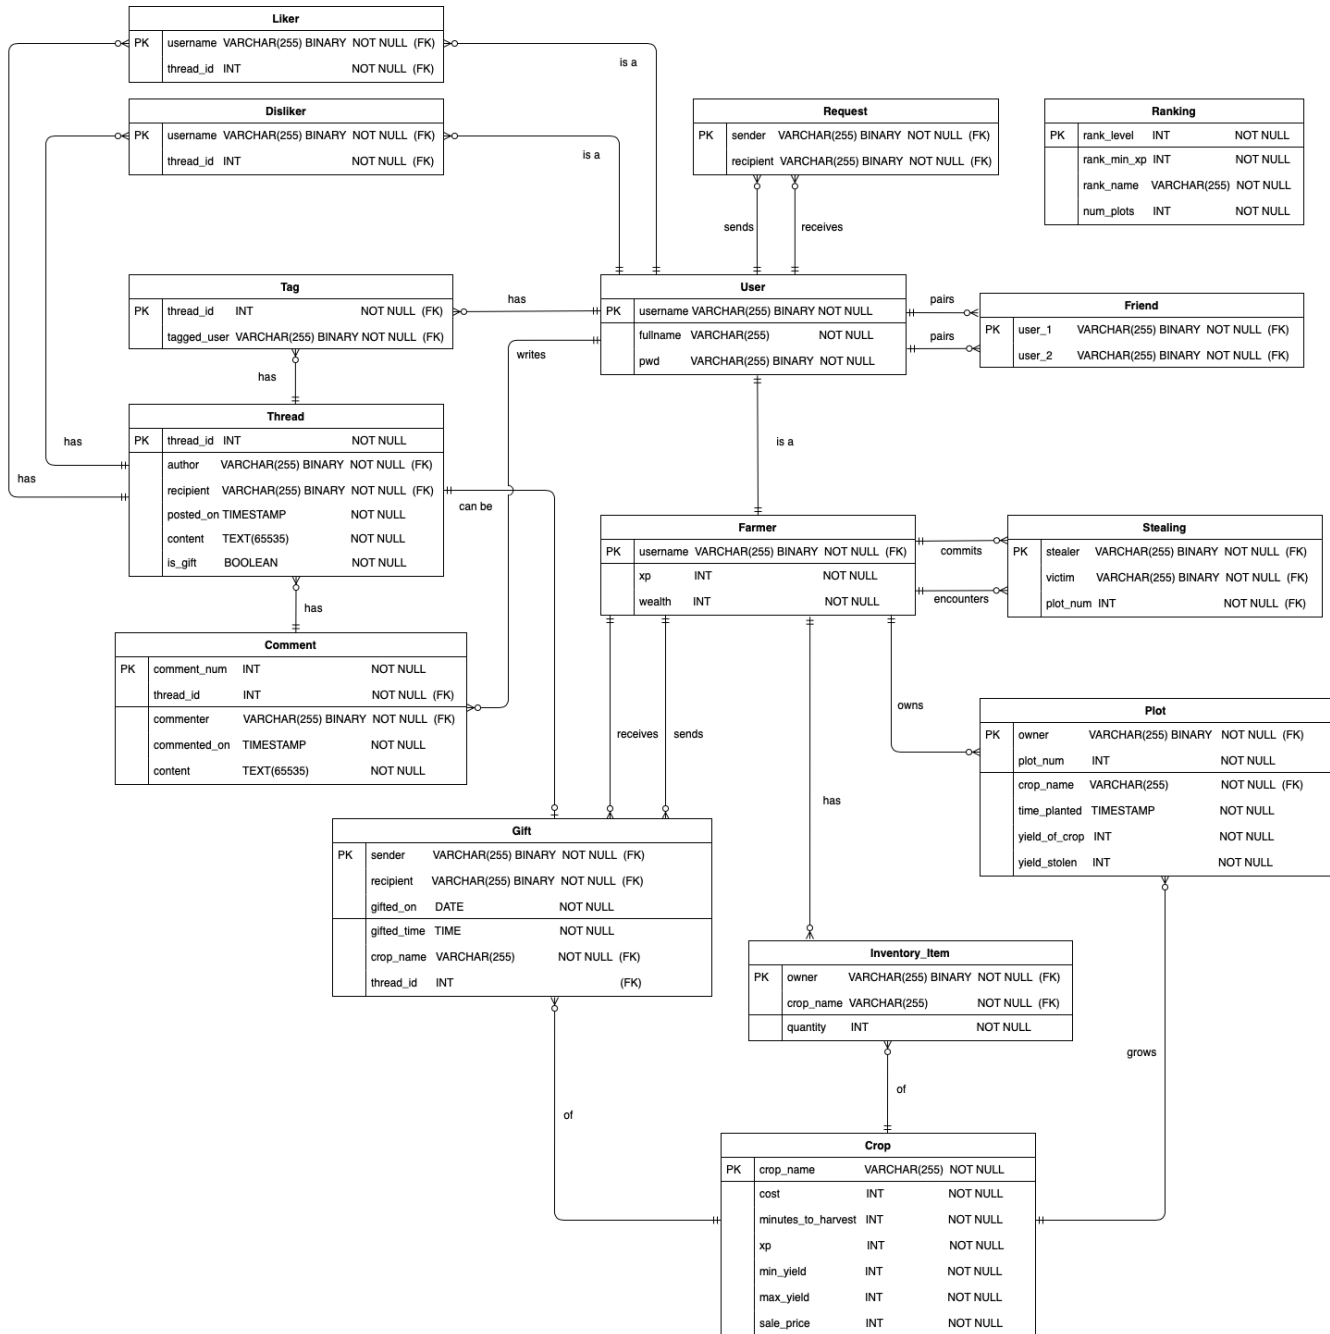 Liker
PK username VARCHAR(255) BINARY NOT NULL (FK)
thread_id INT NOT NULL (FK)
is a
Disliker
PK username VARCHAR(255) BINARY NOT NULL (FK)
thread_id INT NOT NULL (FK)
is a
Request
PK sender VARCHAR(255) BINARY NOT NULL (FK)
recipient VARCHAR(255) BINARY NOT NULL (FK)
Ranking
PK rank_level INT NOT NULL
rank_min_xp INT NOT NULL
rank_name VARCHAR(255) NOT NULL
num_plots INT NOT NULL
sends
receives
Tag
PK thread_id INT NOT NULL (FK)
tagged_user VARCHAR(255) BINARY NOT NULL (FK)
has
writes
User
PK username VARCHAR(255) BINARY NOT NULL
fullname VARCHAR(255) NOT NULL
pwd VARCHAR(255) BINARY NOT NULL
pairs
pairs
Friend
PK user_1 VARCHAR(255) BINARY NOT NULL (FK)
user_2 VARCHAR(255) BINARY NOT NULL (FK)
has
has
has
Thread
PK thread_id INT NOT NULL
author VARCHAR(255) BINARY NOT NULL (FK)
recipient VARCHAR(255) BINARY NOT NULL (FK)
posted_on TIMESTAMP NOT NULL
content TEXT(65535) NOT NULL
is_gift BOOLEAN NOT NULL
can be
is a
Farmer
PK username VARCHAR(255) BINARY NOT NULL (FK)
xp INT NOT NULL
wealth INT NOT NULL
commits
encounters
Stealing
PK stealer VARCHAR(255) BINARY NOT NULL (FK)
victim VARCHAR(255) BINARY NOT NULL (FK)
plot_num INT NOT NULL (FK)
has
Comment
PK comment_num INT NOT NULL
thread_id INT NOT NULL (FK)
commenter VARCHAR(255) BINARY NOT NULL (FK)
commented_on TIMESTAMP NOT NULL
content TEXT(65535) NOT NULL
receives
sends
owns
has
Plot
PK owner VARCHAR(255) BINARY NOT NULL (FK)
plot_num INT NOT NULL
crop_name VARCHAR(255) NOT NULL (FK)
time_planted TIMESTAMP NOT NULL
yield_of_crop INT NOT NULL
yield_stolen INT NOT NULL
Gift
PK sender VARCHAR(255) BINARY NOT NULL (FK)
recipient VARCHAR(255) BINARY NOT NULL (FK)
gifted_on DATE NOT NULL
gifted_time TIME NOT NULL
crop_name VARCHAR(255) NOT NULL (FK)
thread_id INT (FK)
Inventory_Item
PK owner VARCHAR(255) BINARY NOT NULL (FK)
crop_name VARCHAR(255) NOT NULL (FK)
quantity INT NOT NULL
grows
of
of
Crop
PK crop_name VARCHAR(255) NOT NULL
cost INT NOT NULL
minutes_to_harvest INT NOT NULL
xp INT NOT NULL
min_yield INT NOT NULL
max_yield INT NOT NULL
sale_price INT NOT NULL